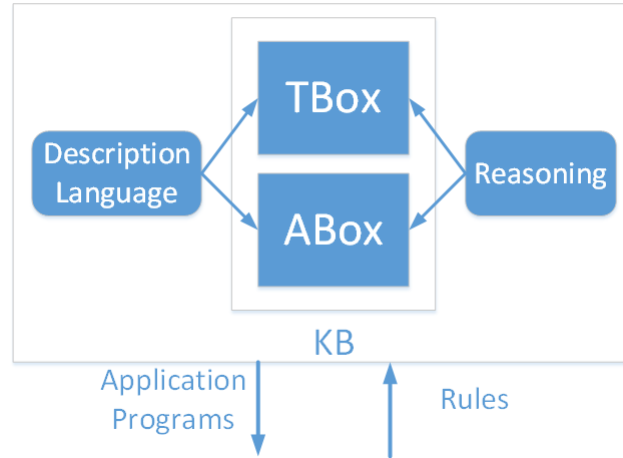 TBox
Description
Language
Reasoning
ABox
KB
Application
Programs
Rules